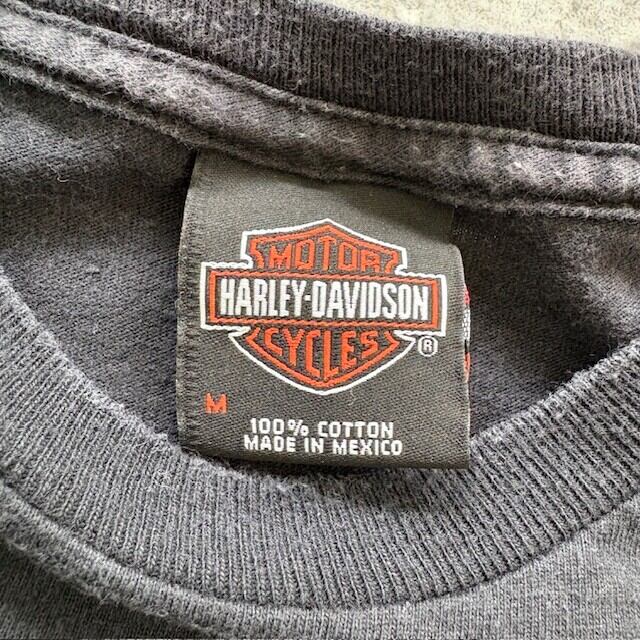 MOTOR
HARLEY-DAVIDSON
CYCLES
®
M
100% COTTON
MADE IN MEXICO